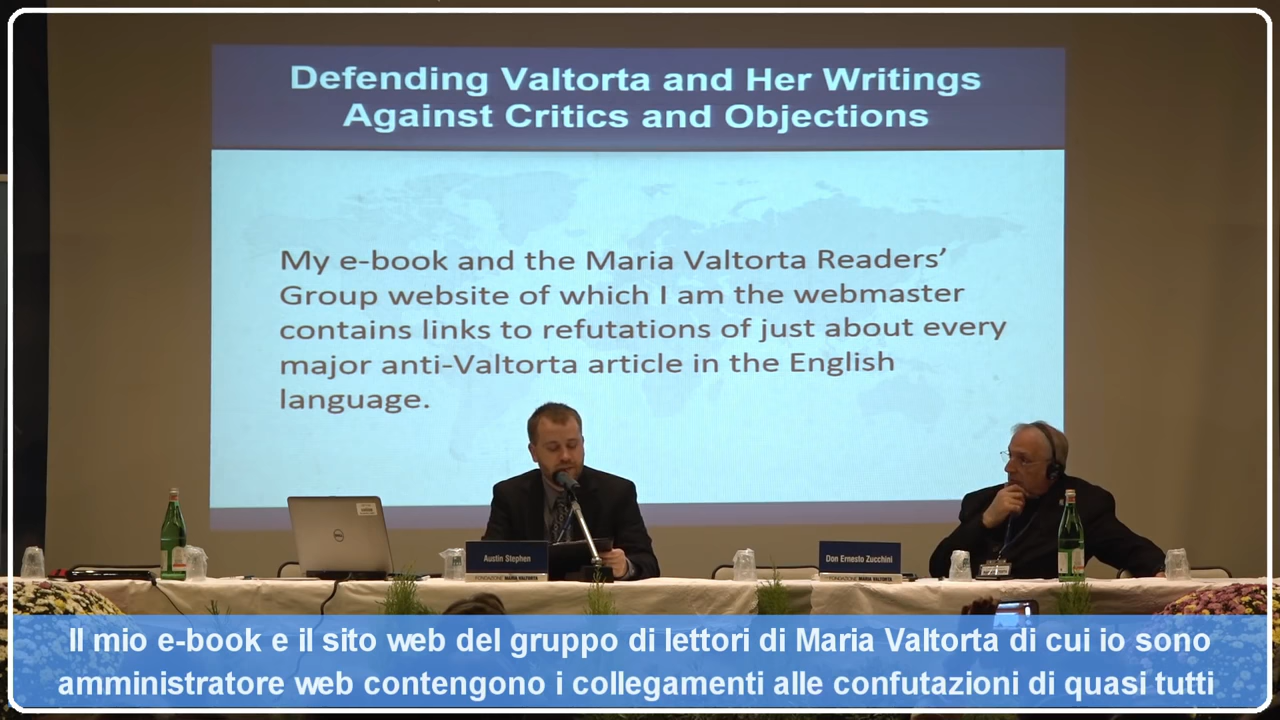 Defending Valtorta and Her Writings
Against Critics and Objections
My e-book and the Maria Valtorta Readers’
Group website of which I am the webmaster
contains links to refutations of just about every
major anti-Valtorta article in the English
language.
DELL
Austin Stephen
FONDAZIONE MARIA VALTORTA
Don Ernesto Zucchini
FONDAZIONE MARIA VALTORTA
Il mio e-book e il sito web del gruppo di lettori di Maria Valtorta di cui io sono
amministratore web contengono i collegamenti alle confutazioni di quasi tutti